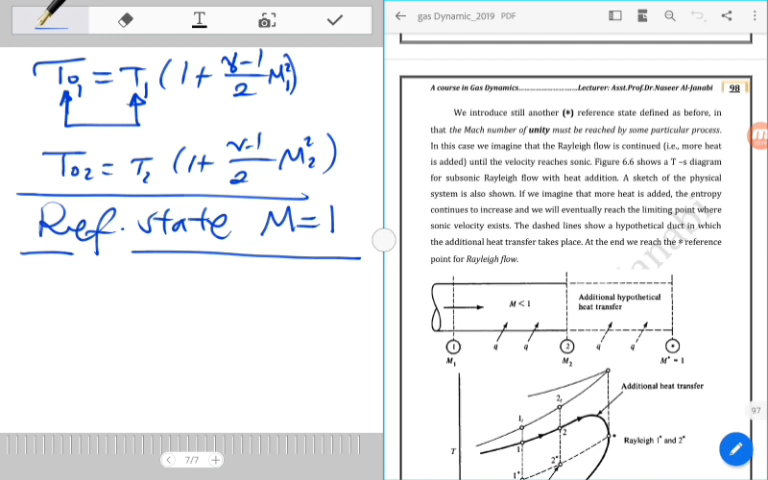 T₀₁ = T₁ (1 + γ-1/2 M₁²)
T₀₂ = T₂ (1 + γ-1/2 M₂²)
Ref. state M=1
7/7
gas Dynamic_2019 PDF
A course in Gas Dynamics……………………Lecturer: Asst.Prof.Dr.Naseer Al-Janabi 98
We introduce still another (*) reference state defined as before, in
that the Mach number of unity must be reached by some particular process.
In this case we imagine that the Rayleigh flow is continued (i.e., more heat
is added) until the velocity reaches sonic. Figure 6.6 shows a T –s diagram
for subsonic Rayleigh flow with heat addition. A sketch of the physical
system is also shown. If we imagine that more heat is added, the entropy
continues to increase and we will eventually reach the limiting point where
sonic velocity exists. The dashed lines show a hypothetical duct in which
the additional heat transfer takes place. At the end we reach the * reference
point for Rayleigh flow.
M < 1
Additional hypothetical
heat transfer
1 q q 2 q q *
M₁ M₂ M* = 1
Additional heat transfer
2ₜ
1ₜ
2
1
* Rayleigh 1* and 2*
T
2*
1*
97